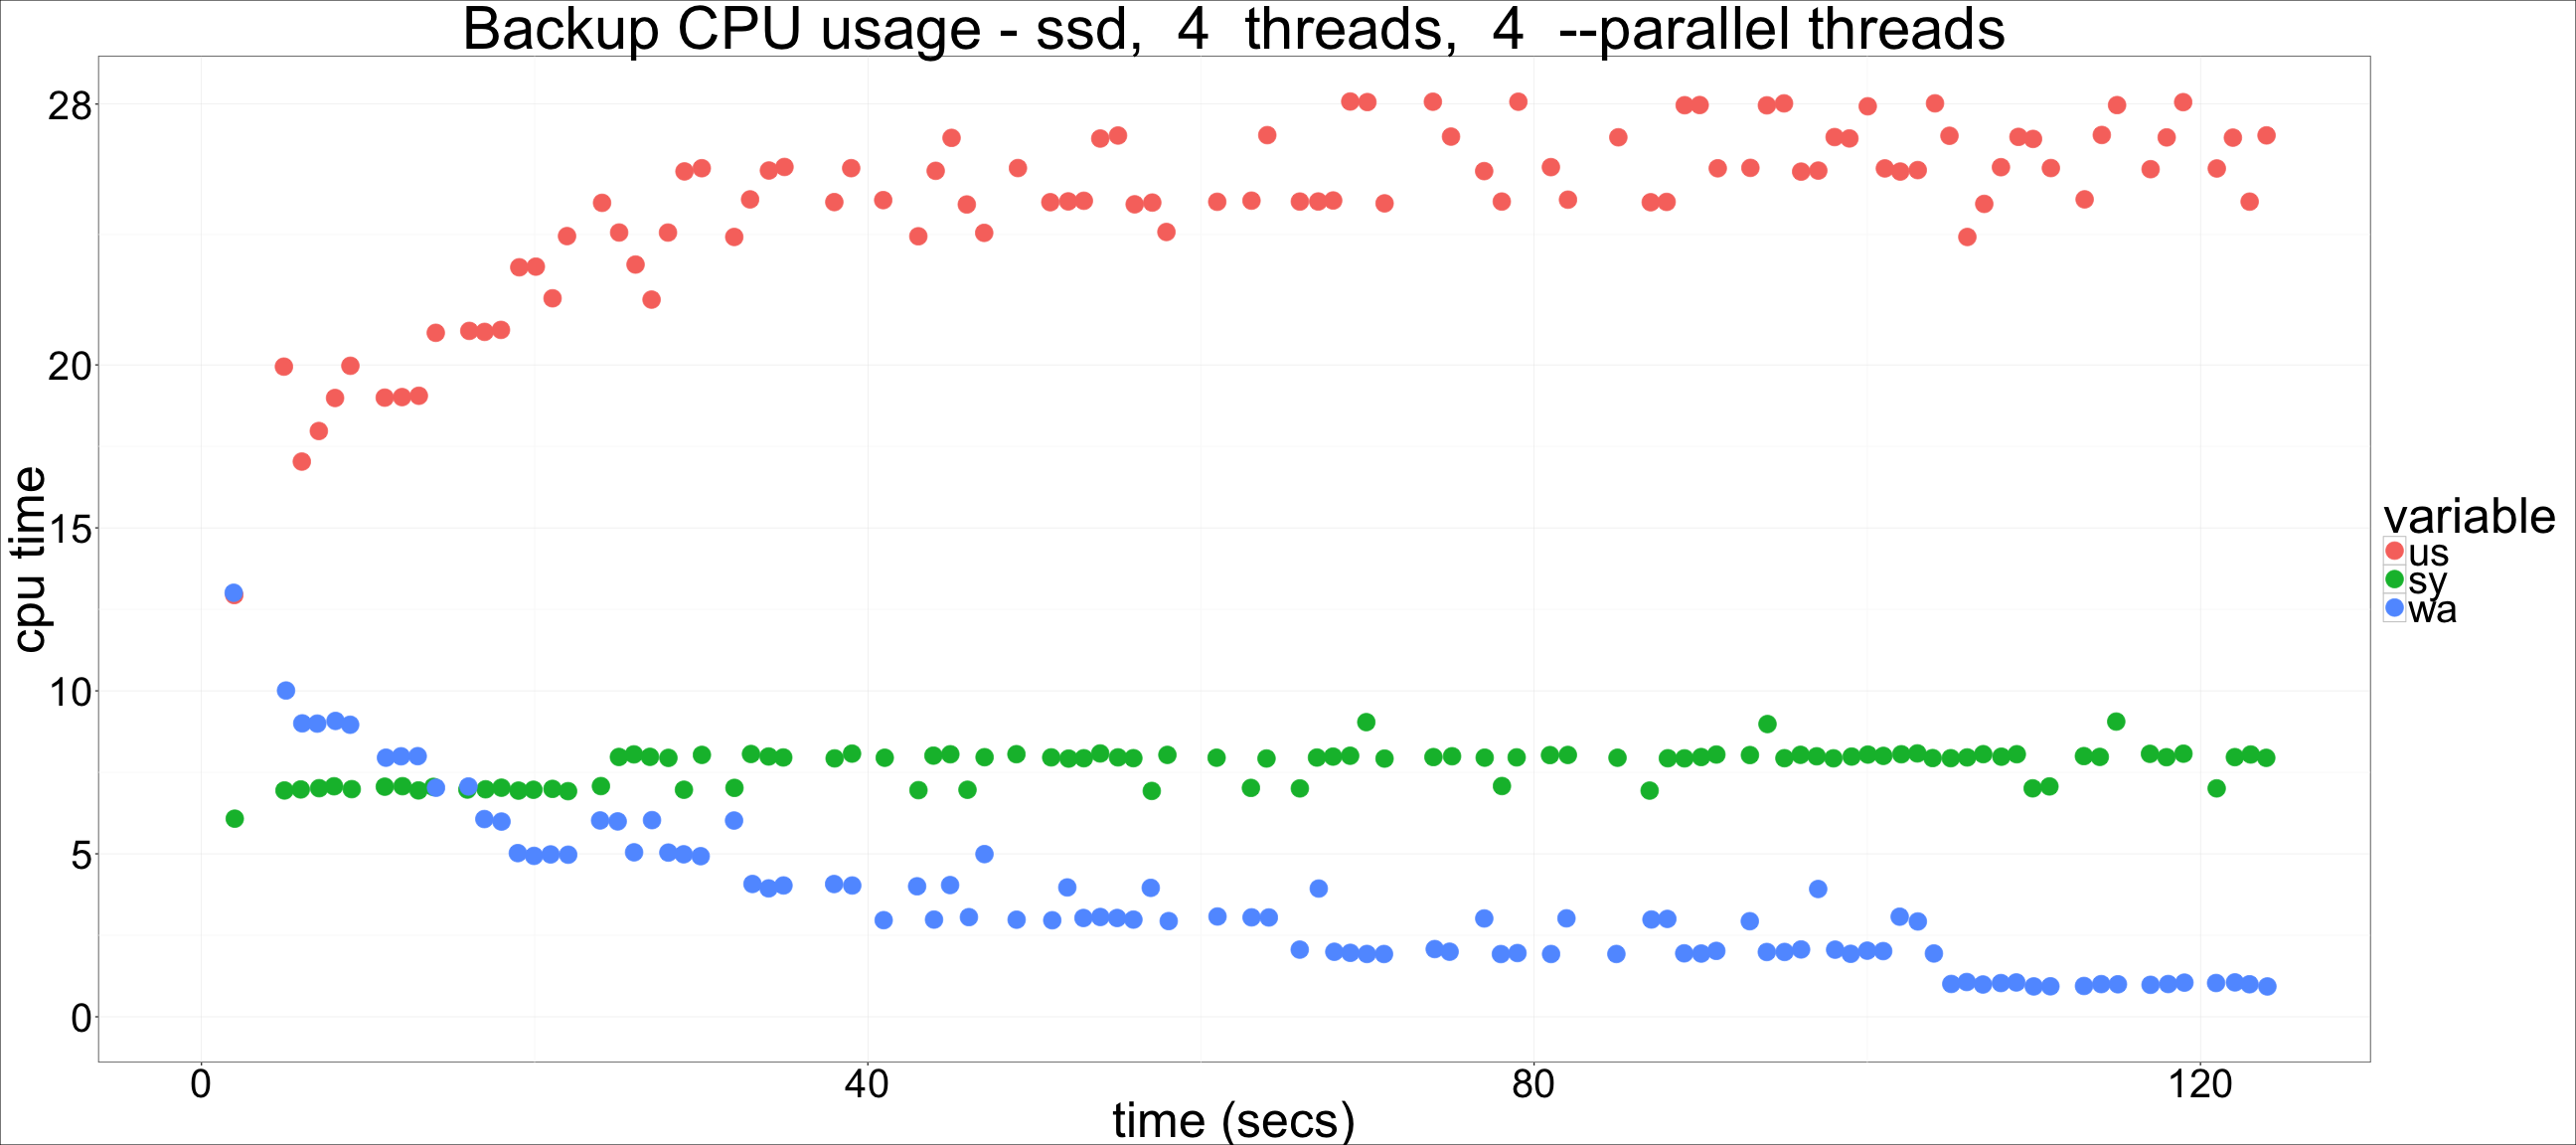 Backup CPU usage - ssd,  4  threads,  4  --parallel threads
28
20
15
10
5
0
cpu time
0 40 80 120
time (secs)
variable
us
sy
wa